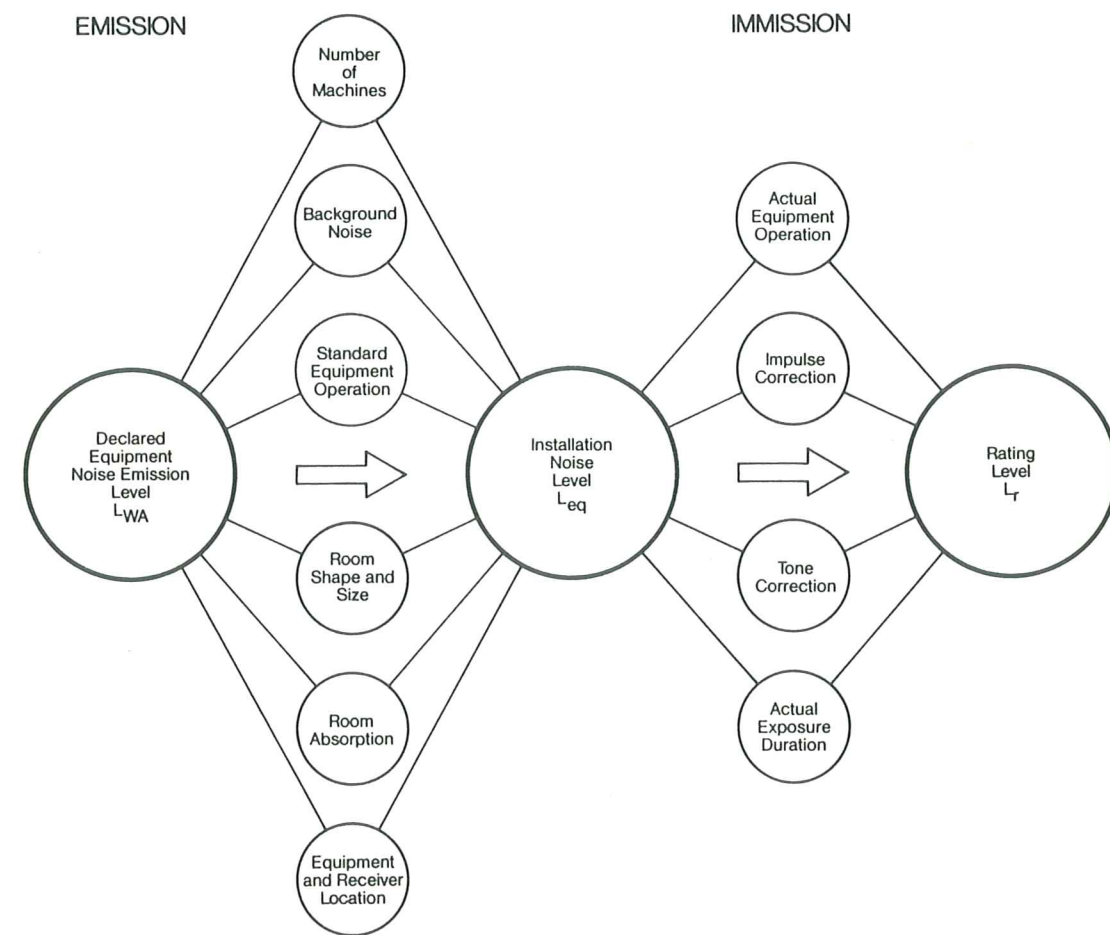 EMISSION
IMMISSION
Number
of
Machines
Background
Noise
Standard
Equipment
Operation
Declared
Equipment
Noise Emission
Level
LWA
Room
Shape and
Size
Room
Absorption
Equipment
and Receiver
Location
Installation
Noise
Level
Leq
Actual
Equipment
Operation
Impulse
Correction
Tone
Correction
Actual
Exposure
Duration
Rating
Level
Lr